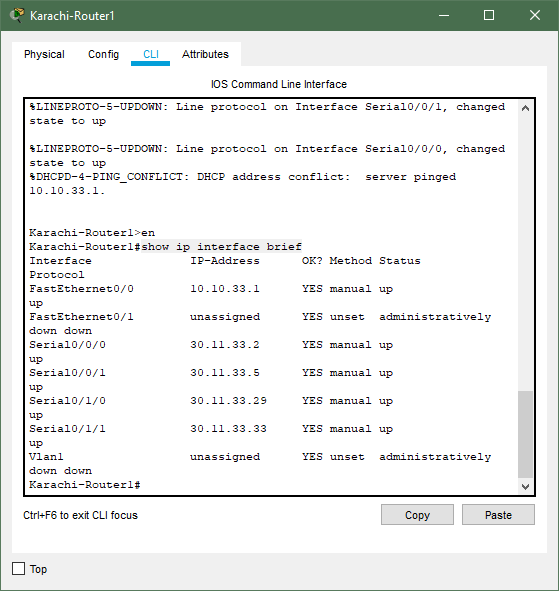 Karachi-Router1
Physical Config CLI Attributes
IOS Command Line Interface
%LINEPROTO-5-UPDOWN: Line protocol on Interface Serial0/0/1, changed
state to up
%LINEPROTO-5-UPDOWN: Line protocol on Interface Serial0/0/0, changed
state to up
%DHCPD-4-PING_CONFLICT: DHCP address conflict:  server pinged
10.10.33.1.
Karachi-Router1>en
Karachi-Router1#show ip interface brief
Interface              IP-Address      OK? Method Status
Protocol
FastEthernet0/0        10.10.33.1      YES manual up
up
FastEthernet0/1        unassigned      YES unset  administratively
down down
Serial0/0/0            30.11.33.2      YES manual up
up
Serial0/0/1            30.11.33.5      YES manual up
up
Serial0/1/0            30.11.33.29     YES manual up
up
Serial0/1/1            30.11.33.33     YES manual up
up
Vlan1                  unassigned      YES unset  administratively
down down
Karachi-Router1#
Ctrl+F6 to exit CLI focus Copy Paste
Top